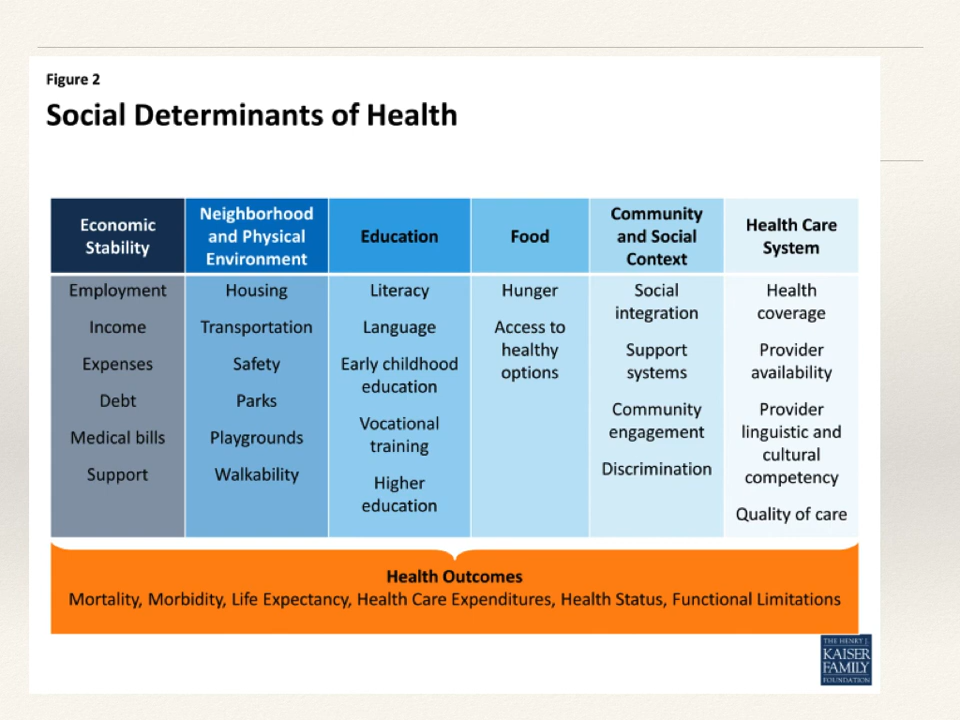 Figure 2
Social Determinants of Health
Economic
Stability
Employment
Income
Expenses
Debt
Medical bills
Support
Neighborhood
and Physical
Environment
Housing
Transportation
Safety
Parks
Playgrounds
Walkability
Education
Literacy
Language
Early childhood
education
Vocational
training
Higher
education
Food
Hunger
Access to
healthy
options
Community
and Social
Context
Social
integration
Support
systems
Community
engagement
Discrimination
Health Care
System
Health
coverage
Provider
availability
Provider
linguistic and
cultural
competency
Quality of care
Health Outcomes
Mortality, Morbidity, Life Expectancy, Health Care Expenditures, Health Status, Functional Limitations
THE HENRY J.
KAISER
FAMILY
FOUNDATION